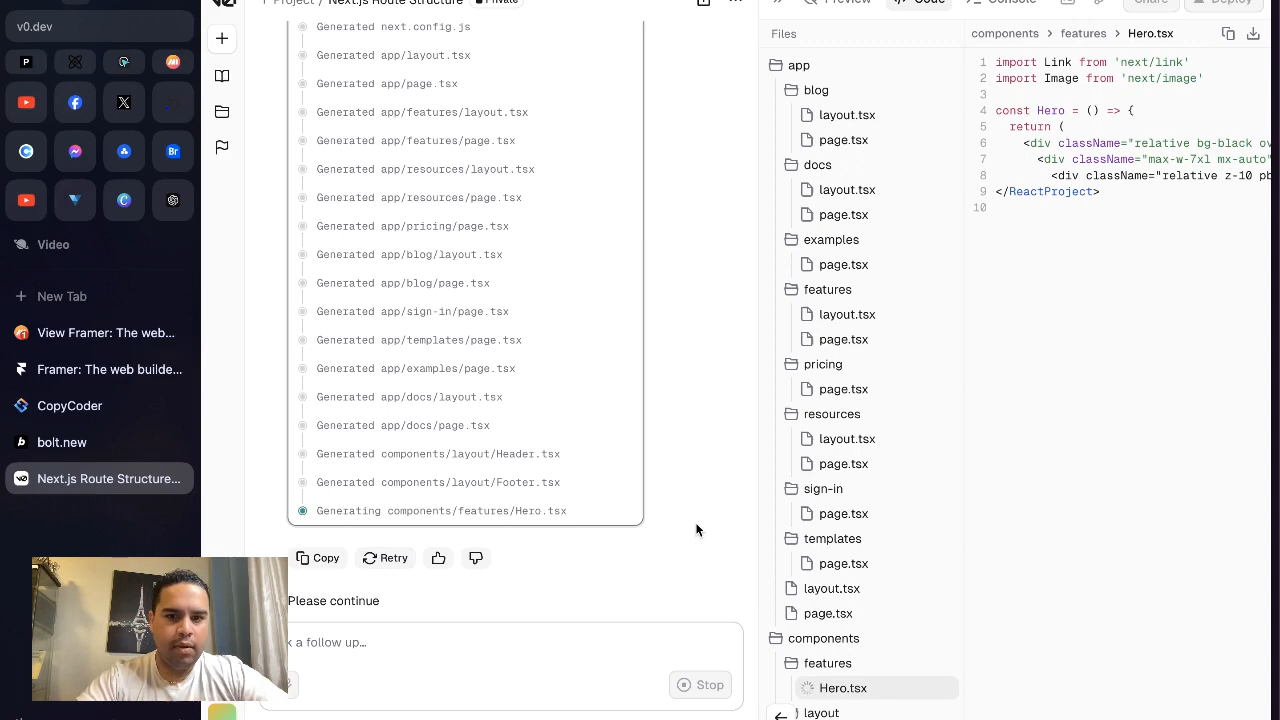 v0.dev
Video
New Tab
View Framer: The web...
Framer: The web builde...
CopyCoder
bolt.new
Next.js Route Structure...
Project / Next.js Route Structure
Private
Generated next.config.js
Generated app/layout.tsx
Generated app/page.tsx
Generated app/features/layout.tsx
Generated app/features/page.tsx
Generated app/resources/layout.tsx
Generated app/resources/page.tsx
Generated app/pricing/page.tsx
Generated app/blog/layout.tsx
Generated app/blog/page.tsx
Generated app/sign-in/page.tsx
Generated app/templates/page.tsx
Generated app/examples/page.tsx
Generated app/docs/layout.tsx
Generated app/docs/page.tsx
Generated components/layout/Header.tsx
Generated components/layout/Footer.tsx
Generating components/features/Hero.tsx
Copy
Retry
Please continue
k a follow up...
Stop
Preview
Code
Console
Share
Deploy
Files
app
blog
layout.tsx
page.tsx
docs
layout.tsx
page.tsx
examples
page.tsx
features
layout.tsx
page.tsx
pricing
page.tsx
resources
layout.tsx
page.tsx
sign-in
page.tsx
templates
page.tsx
layout.tsx
page.tsx
components
features
Hero.tsx
layout
components > features > Hero.tsx
1 import Link from 'next/link'
2 import Image from 'next/image'
3
4 const Hero = () => {
5 return (
6 <div className="relative bg-black ov
7 <div className="max-w-7xl mx-auto"
8 <div className="relative z-10 pb
9 </ReactProject>
10